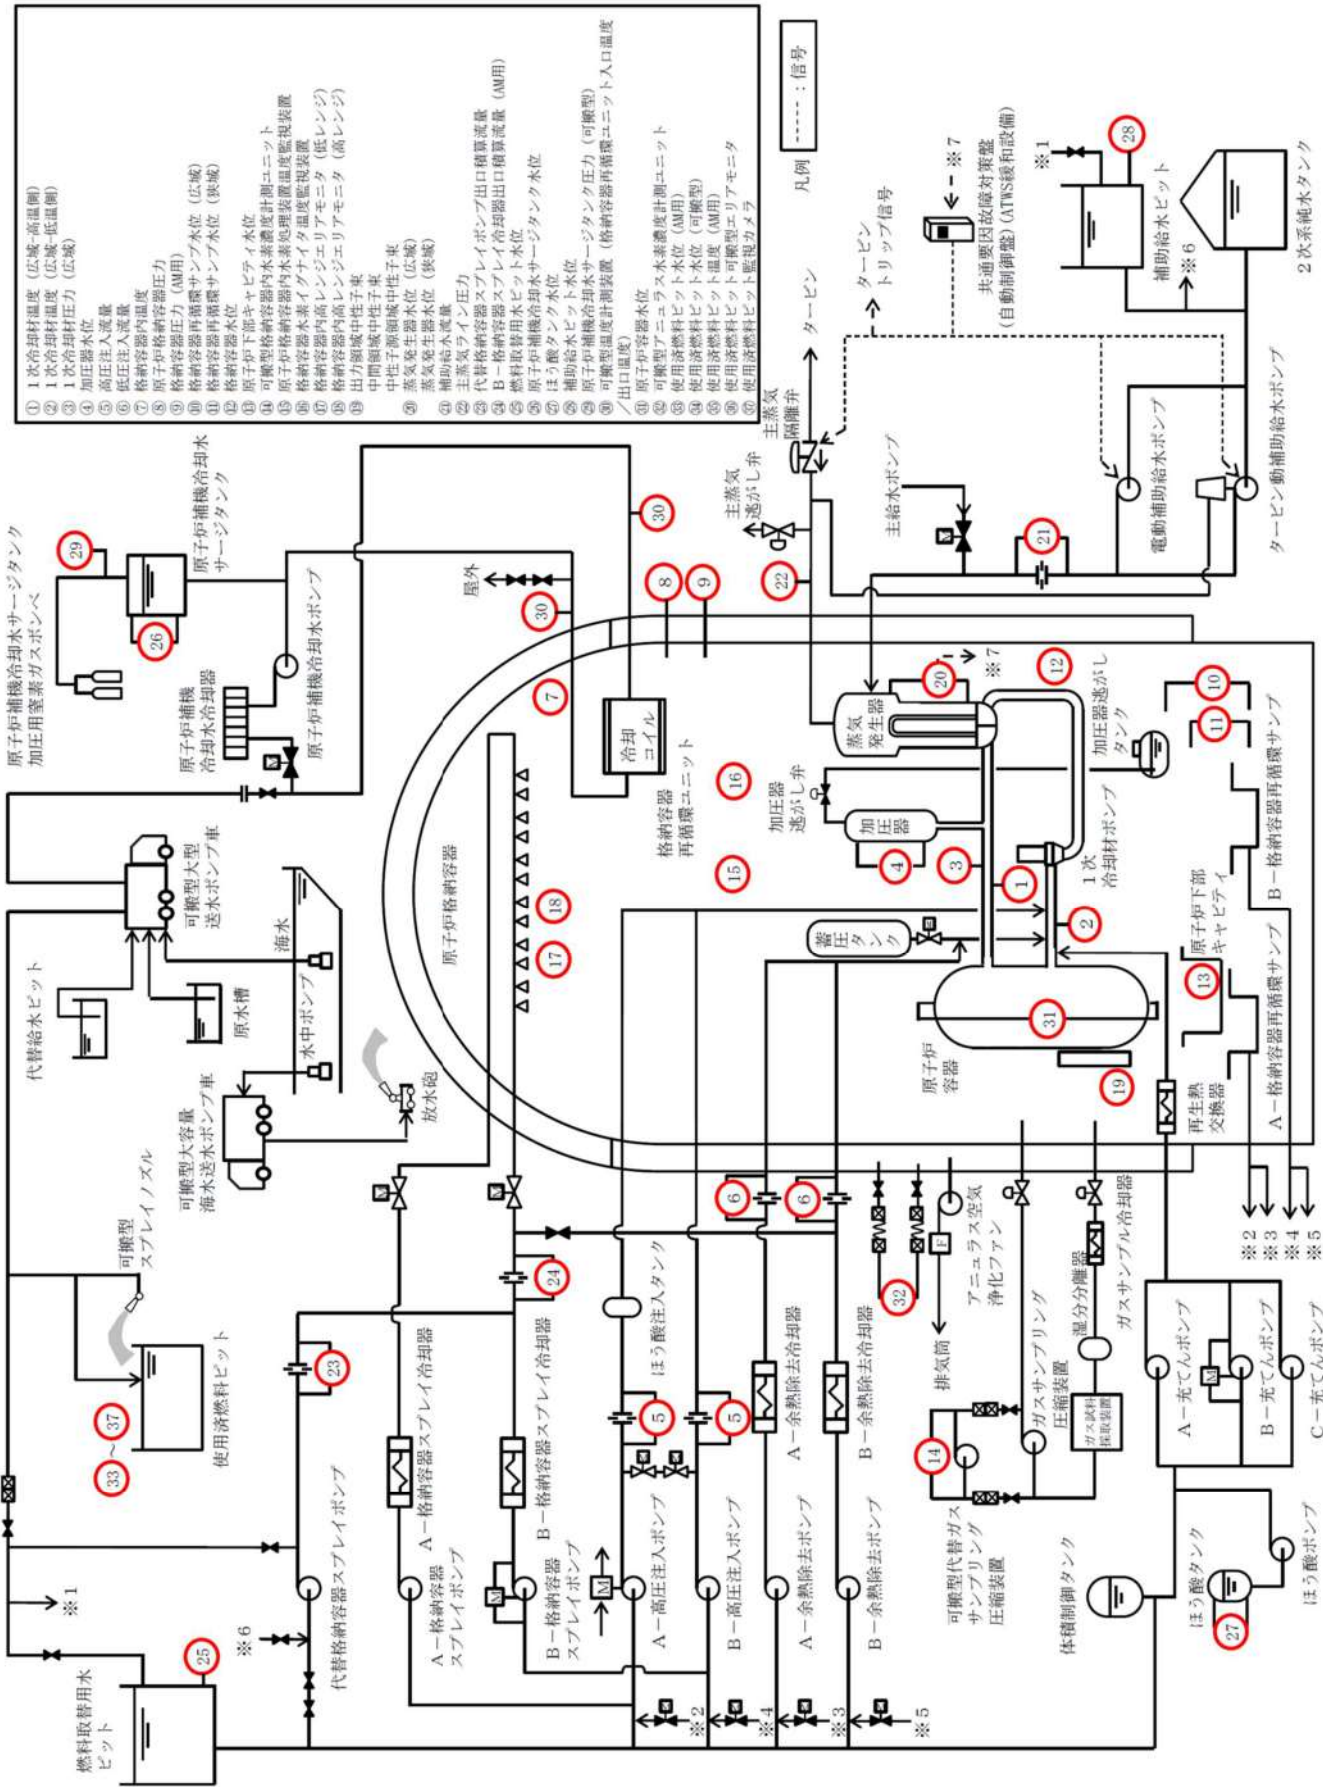 ① 1次冷却材温度（広域-高温側）
② 1次冷却材温度（広域-低温側）
③ 1次冷却材圧力（広域）
④ 加圧器水位
⑤ 高圧注入流量
⑥ 低圧注入流量
⑦ 格納容器内温度
⑧ 原子炉格納容器圧力
⑨ 格納容器圧力（AM用）
⑩ 格納容器再循環サンプ水位（広域）
⑪ 格納容器再循環サンプ水位（狭域）
⑫ 格納容器水位
⑬ 原子炉下部キャビティ水位
⑭ 可搬型格納容器内水素濃度計測ユニット
⑮ 原子炉格納容器内水素処理装置温度監視装置
⑯ 格納容器水素イグナイタ温度監視装置
⑰ 格納容器内高レンジエリアモニタ（低レンジ）
⑱ 格納容器内高レンジエリアモニタ（高レンジ）
⑲ 出力領域中性子束
中間領域中性子束
中性子源領域中性子束
⑳ 蒸気発生器水位（広域）
蒸気発生器水位（狭域）
㉑ 補助給水流量
㉒ 主蒸気ライン圧力
㉓ 代替格納容器スプレイポンプ出口積算流量
㉔ B－格納容器スプレイ冷却器出口積算流量（AM用）
㉕ 燃料取替用水ピット水位
㉖ 原子炉補機冷却水サージタンク水位
㉗ ほう酸タンク水位
㉘ 補助給水ピット水位
㉙ 原子炉補機冷却水サージタンク圧力（可搬型）
㉚ 可搬型温度計測装置（格納容器再循環ユニット入口温度
／出口温度）
㉛ 原子炉容器水位
㉜ 可搬型アニュラス水素濃度計測ユニット
㉝ 使用済燃料ピット水位（AM用）
㉞ 使用済燃料ピット水位（可搬型）
㉟ 使用済燃料ピット温度（AM用）
㊱ 使用済燃料ピット可搬型エリアモニタ
㊲ 使用済燃料ピット監視カメラ
凡例
-----：信号
原子炉補機冷却水サージタンク
加圧用窒素ガスボンベ
29
26
原子炉補機冷却水
サージタンク
原子炉補機
冷却水冷却器
M
原子炉補機冷却水ポンプ
屋外
30
30
可搬型大型
送水ポンプ車
代替給水ピット
原水槽
海水
水中ポンプ
可搬型大容量
海水送水ポンプ車
放水砲
可搬型
スプレイノズル
33
～
37
使用済燃料ピット
※1
燃料取替用水
ピット
25
※6
代替格納容器スプレイポンプ
23
原子炉格納容器
17
18
7
冷却
コイル
格納容器
再循環ユニット
8
9
15
16
A－格納容器
スプレイポンプ
A－格納容器スプレイ冷却器
M
B－格納容器
スプレイポンプ
M
B－格納容器スプレイ冷却器
24
M
M
A－高圧注入ポンプ
5
ほう酸注入タンク
B－高圧注入ポンプ
5
A－余熱除去ポンプ
A－余熱除去冷却器
6
B－余熱除去ポンプ
B－余熱除去冷却器
6
※2
※4
※3
※5
蓄圧
タンク
加圧器
逃がし弁
加圧器
4
3
1
2
1次
冷却材ポンプ
蒸気
発生器
20
※7
12
加圧器逃がし
タンク
10
11
B－格納容器再循環サンプ
原子炉下部
キャビティ
13
A－格納容器再循環サンプ
原子炉
容器
31
19
再生熱
交換器
※2
※3
※4
※5
主蒸気
逃がし弁
主蒸気
隔離弁
22
タービン
タービン
トリップ信号
※7
共通要因故障対策盤
（自動制御盤）(ATWS緩和設備)
主給水ポンプ
M
21
電動補助給水ポンプ
タービン動補助給水ポンプ
※1
28
補助給水ピット
※6
2次系純水タンク
32
F
排気筒
アニュラス空気
浄化ファン
14
可搬型代替ガス
サンプリング
圧縮装置
ガスサンプリング
圧縮装置
湿分分離器
ガスサンプル冷却器
ガス試料
採取装置
体積制御タンク
ほう酸タンク
27
ほう酸ポンプ
A－充てんポンプ
M
B－充てんポンプ
C－充てんポンプ